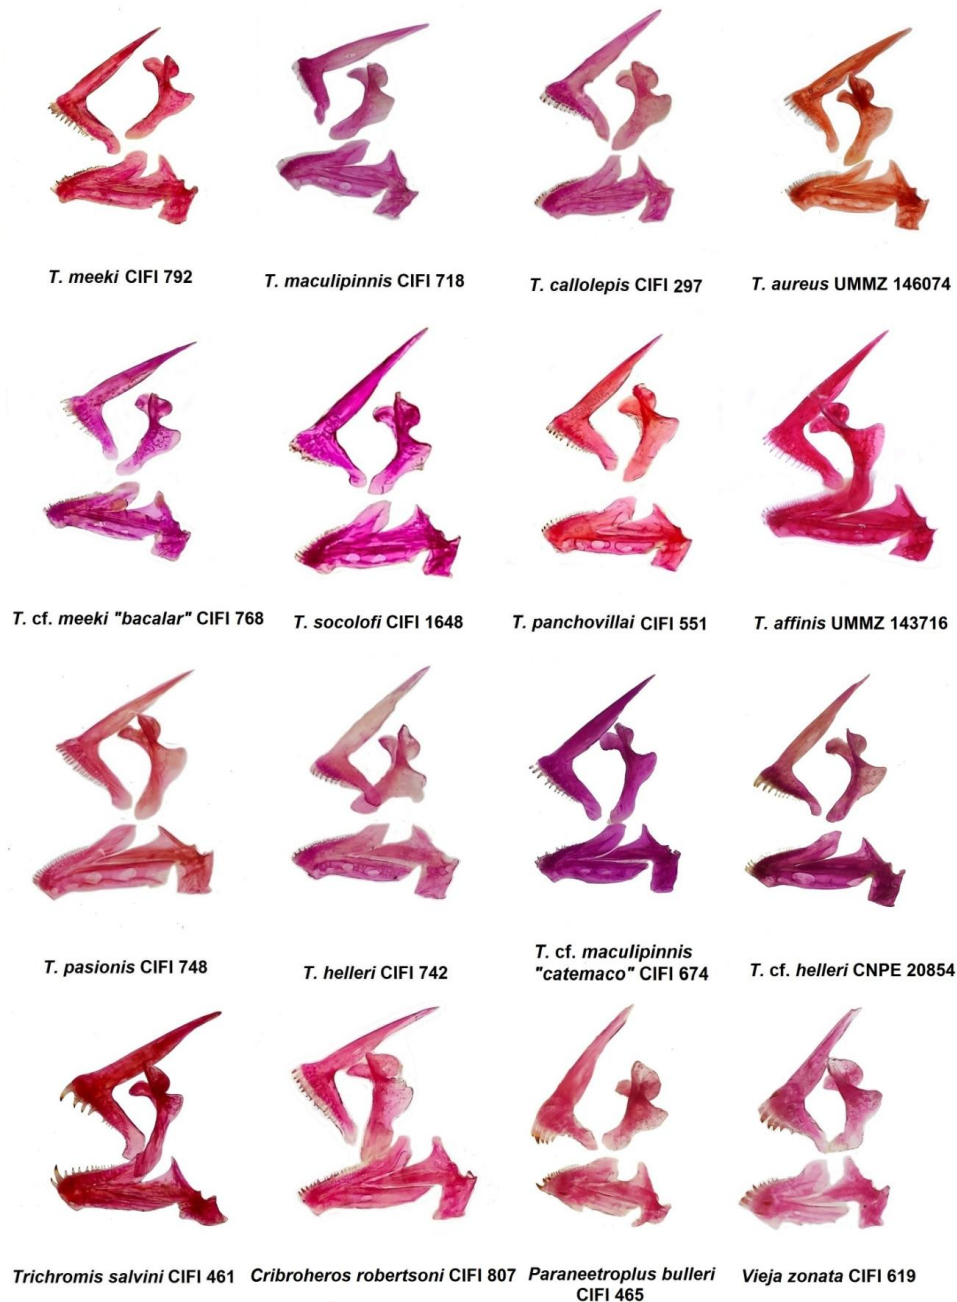 T. meeki CIFI 792
T. maculipinnis CIFI 718
T. callolepis CIFI 297
T. aureus UMMZ 146074
T. cf. meeki "bacalar" CIFI 768
T. socolofi CIFI 1648
T. panchovillai CIFI 551
T. affinis UMMZ 143716
T. pasionis CIFI 748
T. helleri CIFI 742
T. cf. maculipinnis
"catemaco" CIFI 674
T. cf. helleri CNPE 20854
Trichromis salvini CIFI 461
Cribroheros robertsoni CIFI 807
Paraneetroplus bulleri
CIFI 465
Vieja zonata CIFI 619